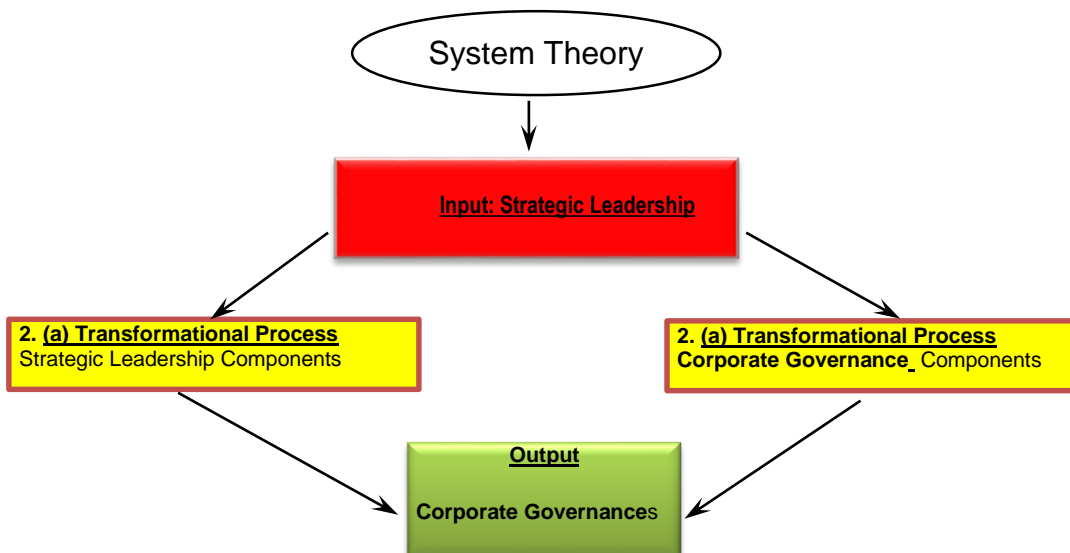 System Theory
Input: Strategic Leadership
2. (a) Transformational Process
Strategic Leadership Components
2. (a) Transformational Process
Corporate Governance_ Components
Output
Corporate Governances